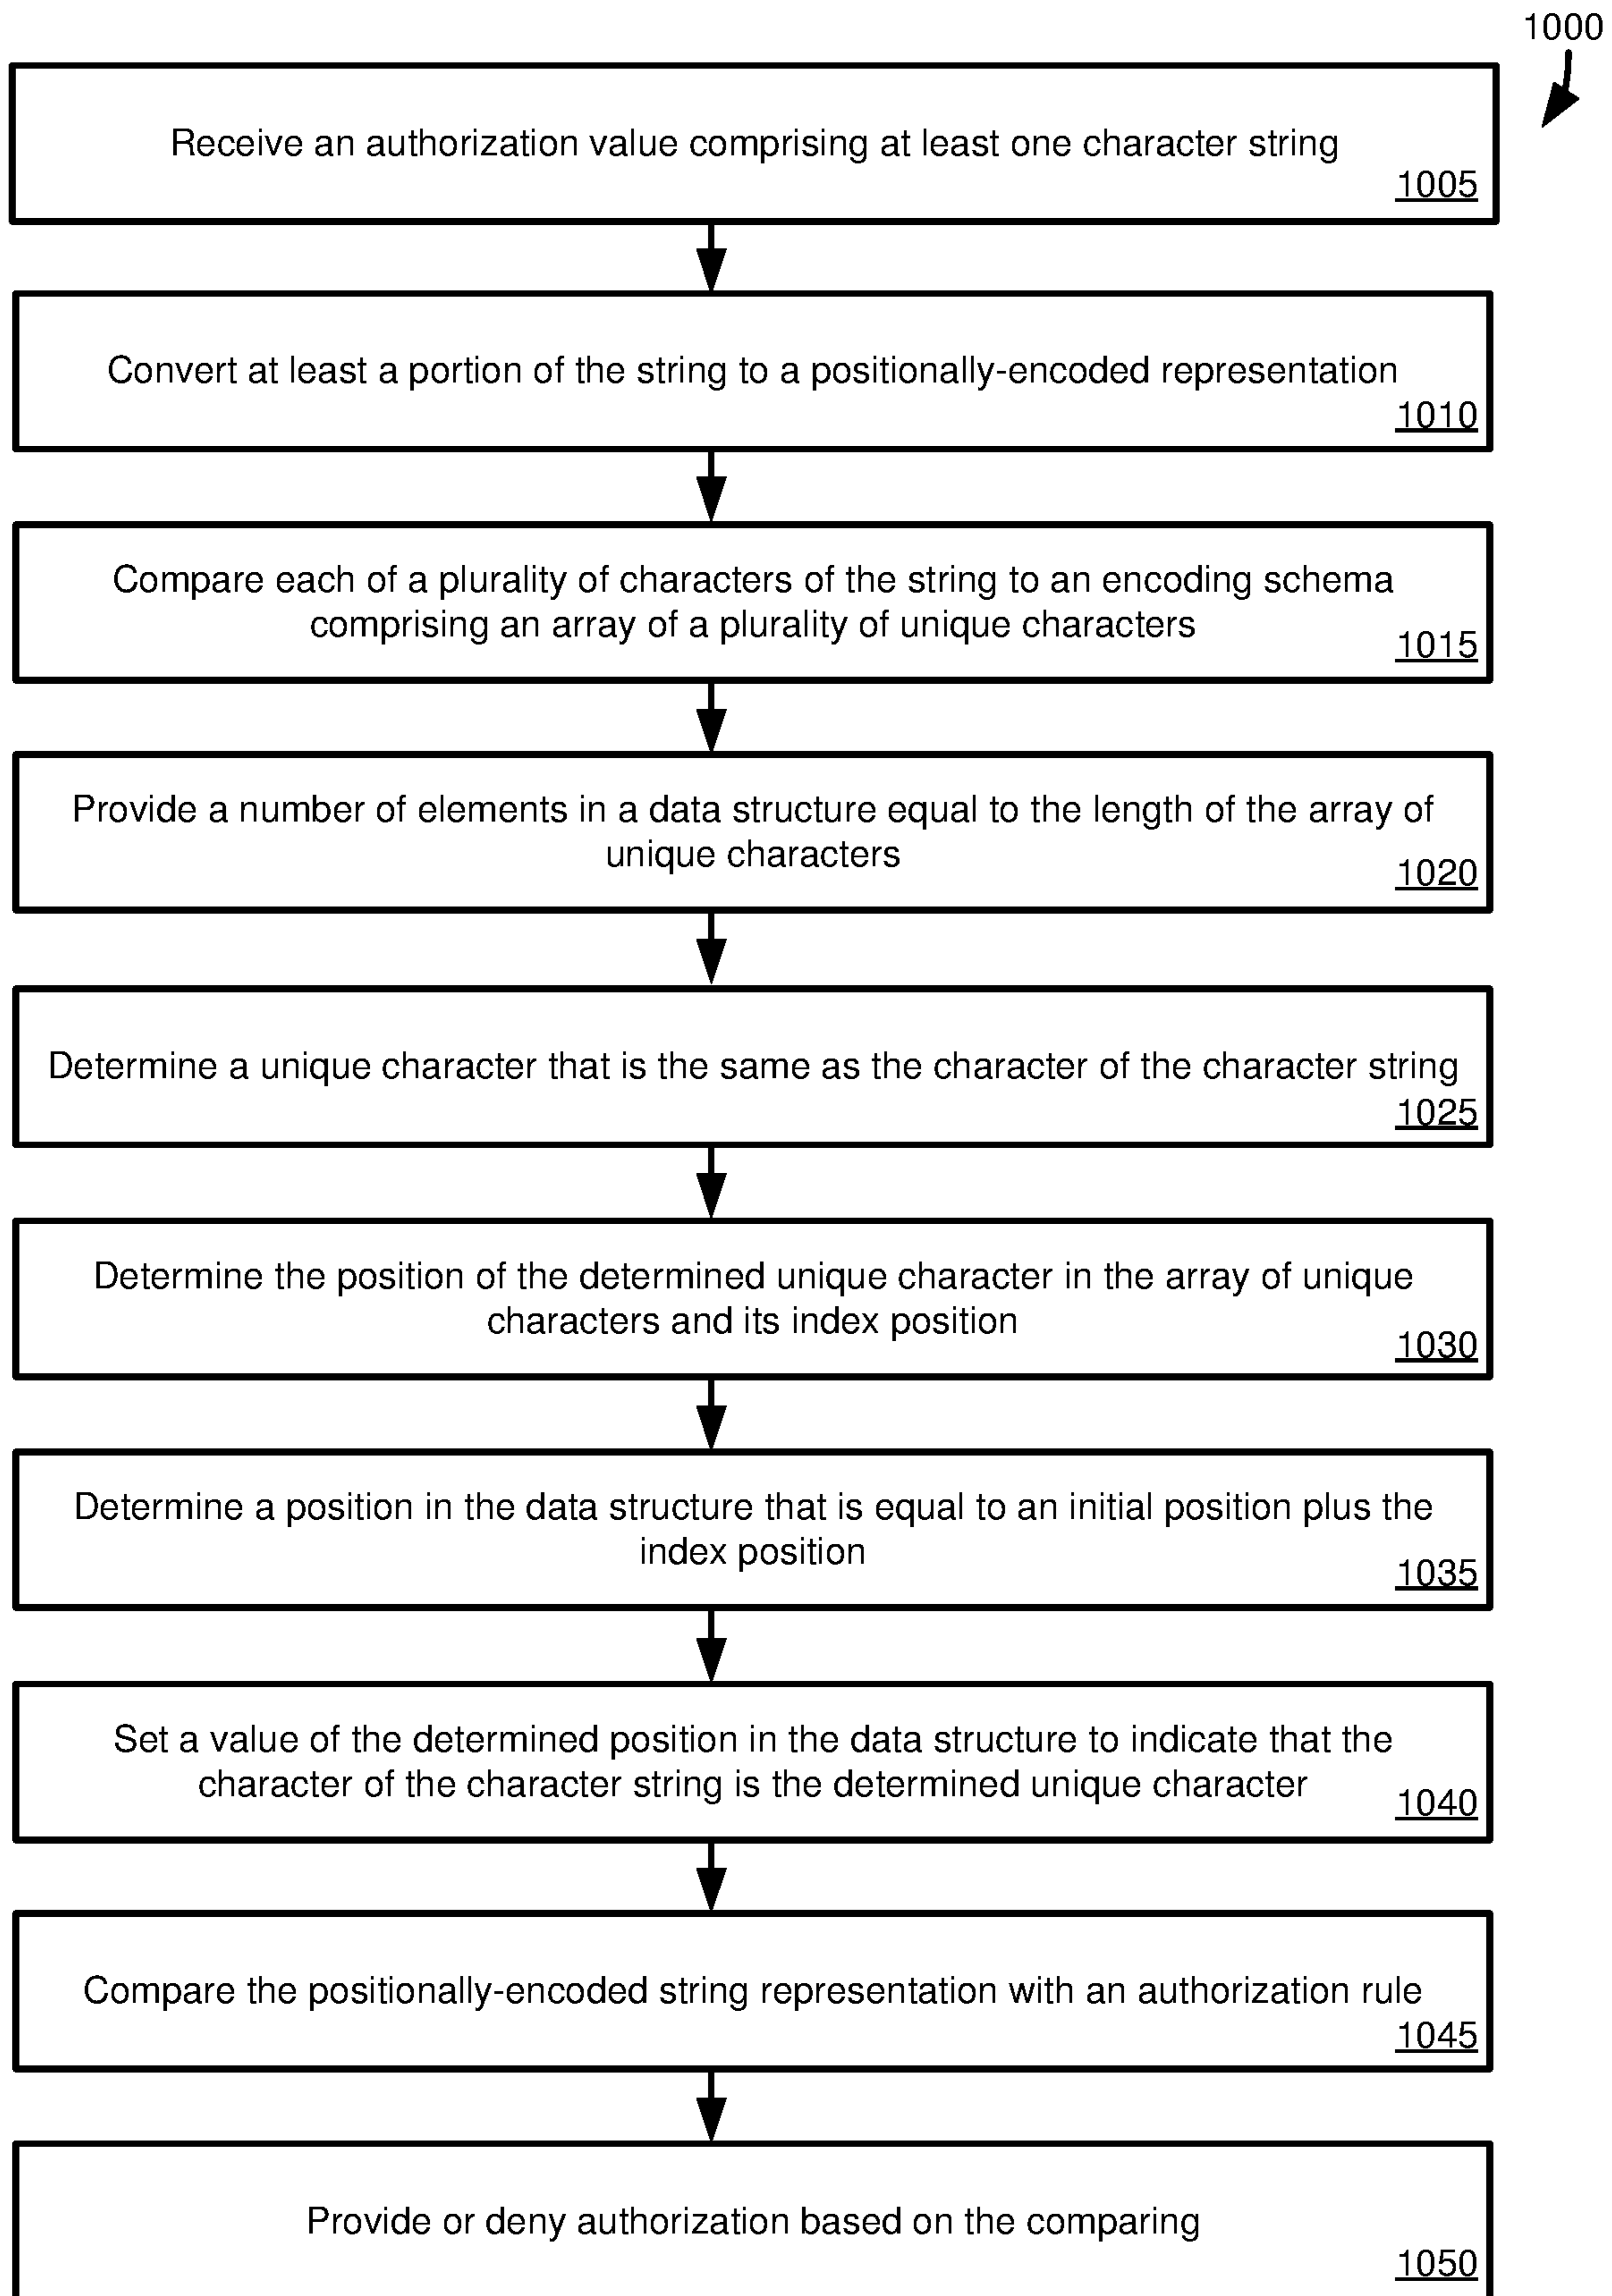 1000
Receive an authorization value comprising at least one character string
1005
Convert at least a portion of the string to a positionally-encoded representation
1010
Compare each of a plurality of characters of the string to an encoding schema
comprising an array of a plurality of unique characters
1015
Provide a number of elements in a data structure equal to the length of the array of
unique characters
1020
Determine a unique character that is the same as the character of the character string
1025
Determine the position of the determined unique character in the array of unique
characters and its index position
1030
Determine a position in the data structure that is equal to an initial position plus the
index position
1035
Set a value of the determined position in the data structure to indicate that the
character of the character string is the determined unique character
1040
Compare the positionally-encoded string representation with an authorization rule
1045
Provide or deny authorization based on the comparing
1050